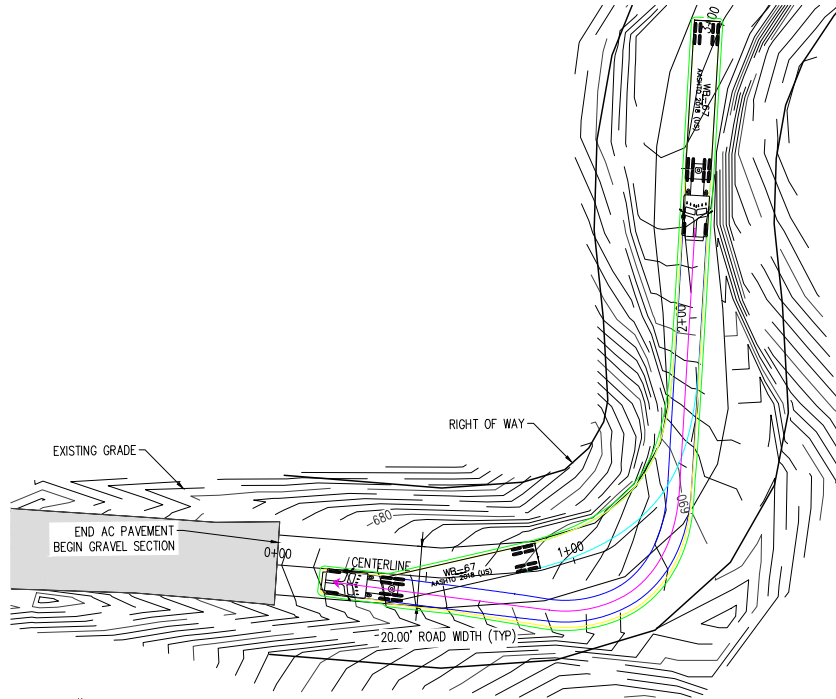 WB-67
AASHTO 2018 (US)
2+00
RIGHT OF WAY
EXISTING GRADE
690
680
END AC PAVEMENT
BEGIN GRAVEL SECTION
0+00
CENTERLINE
WB-67
AASHTO 2018 (US)
1+00
20.00' ROAD WIDTH (TYP)